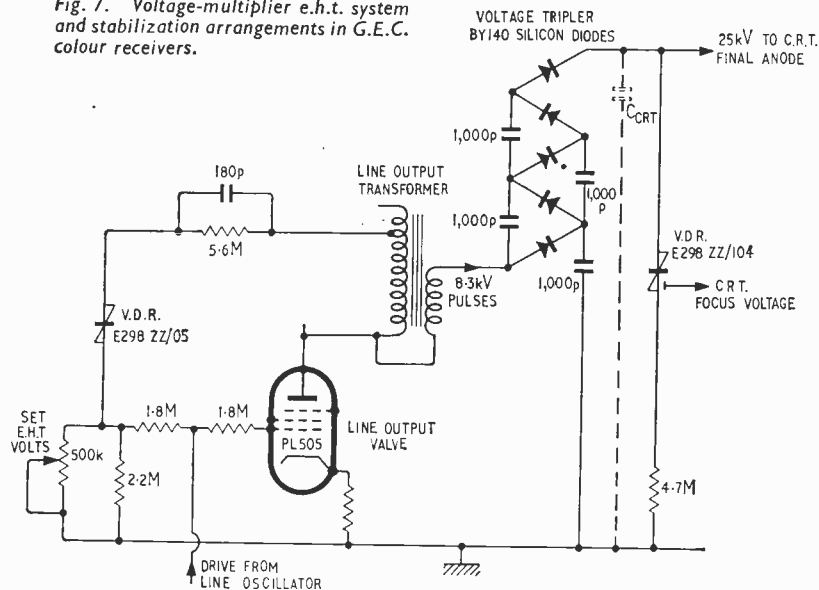 Fig. 7. Voltage-multiplier e.h.t. system
and stabilization arrangements in G.E.C.
colour receivers.
VOLTAGE TRIPLER
BY140 SILICON DIODES
25kV TO C.R.T.
FINAL ANODE
CCRT
1,000p
180p
LINE OUTPUT
TRANSFORMER
5·6M
1,000p
1,000
p
V.D.R.
E298 ZZ/104
8·3kV
PULSES
1,000p
C.R.T.
FOCUS VOLTAGE
V.D.R.
E298 ZZ/05
SET
E.H.T
VOLTS
500k
1·8M
1·8M
PL505
LINE OUTPUT
VALVE
2·2M
4·7M
DRIVE FROM
LINE OSCILLATOR